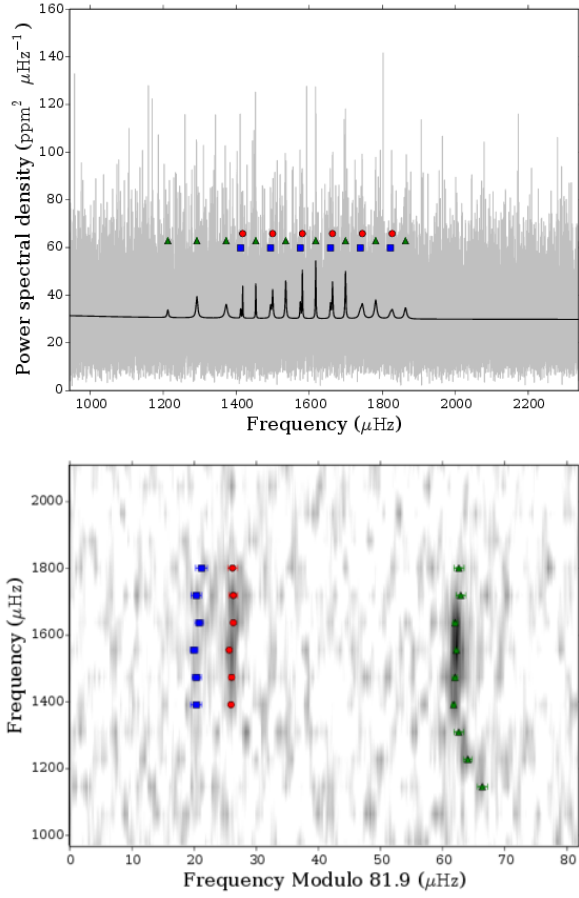 160
140
120
100
80
60
40
20
0
Power spectral density (ppm² μHz⁻¹)
1000 1200 1400 1600 1800 2000 2200
Frequency (μHz)
2000
1800
1600
1400
1200
1000
Frequency (μHz)
0 10 20 30 40 50 60 70 80
Frequency Modulo 81.9 (μHz)